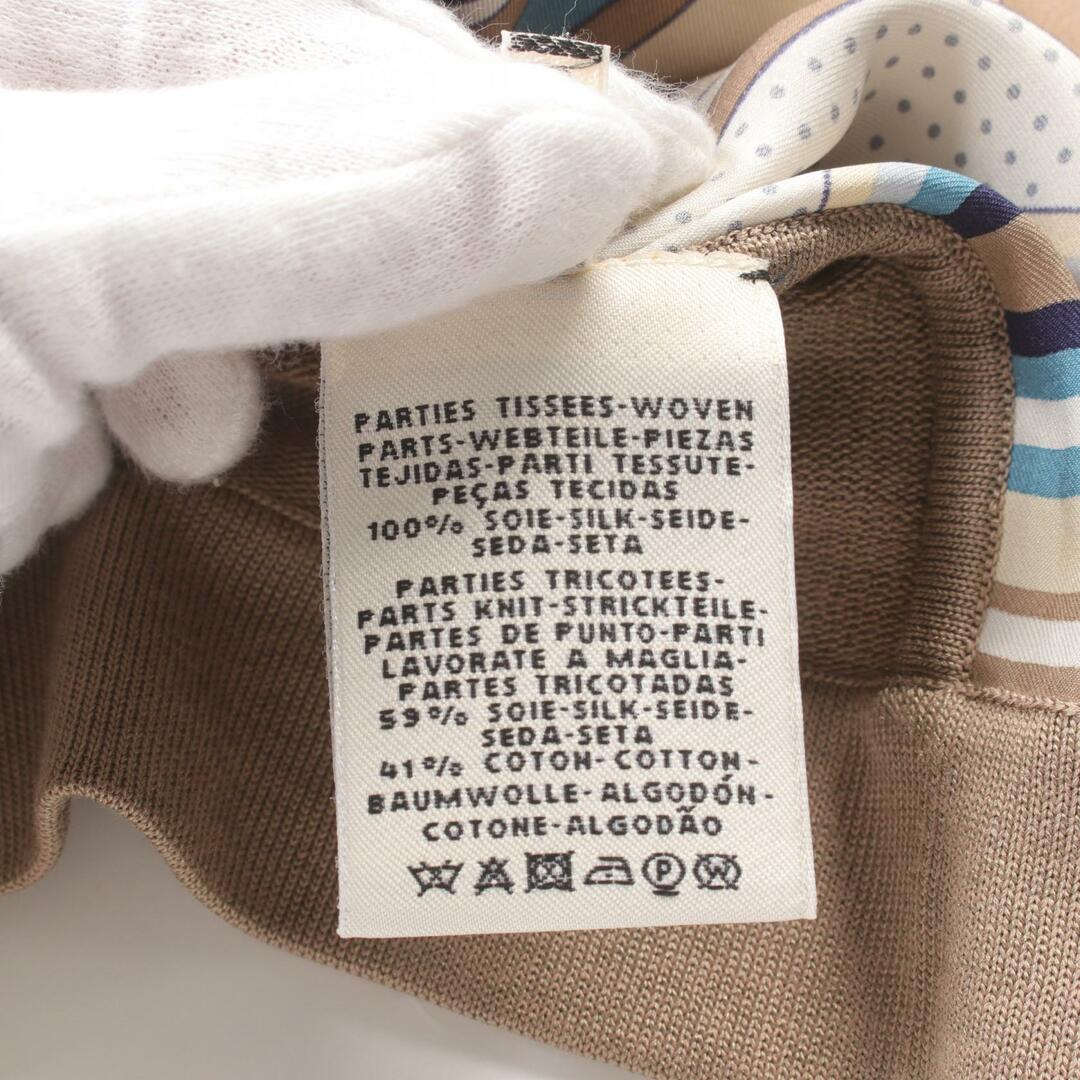 PARTIES TISSEES-WOVEN
PARTS-WEBTEILE-PIEZAS
TEJIDAS-PARTI TESSUTE-
PEÇAS TECIDAS
100% SOIE-SILK-SEIDE-
SEDA-SETA
PARTIES TRICOTEES-
PARTS KNIT-STRICKTEILE-
PARTES DE PUNTO-PARTI
LAVORATE A MAGLIA-
PARTES TRICOTADAS
59% SOIE-SILK-SEIDE-
SEDA-SETA
41% COTON-COTTON-
BAUMWOLLE-ALGODÓN-
COTONE-ALGODÃO
P W